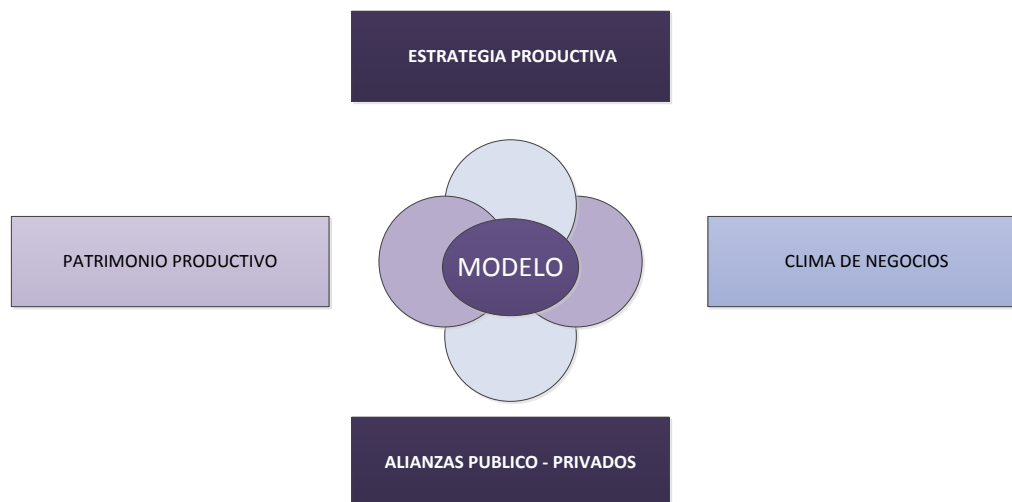 ESTRATEGIA PRODUCTIVA
PATRIMONIO PRODUCTIVO
MODELO
CLIMA DE NEGOCIOS
ALIANZAS PUBLICO - PRIVADOS